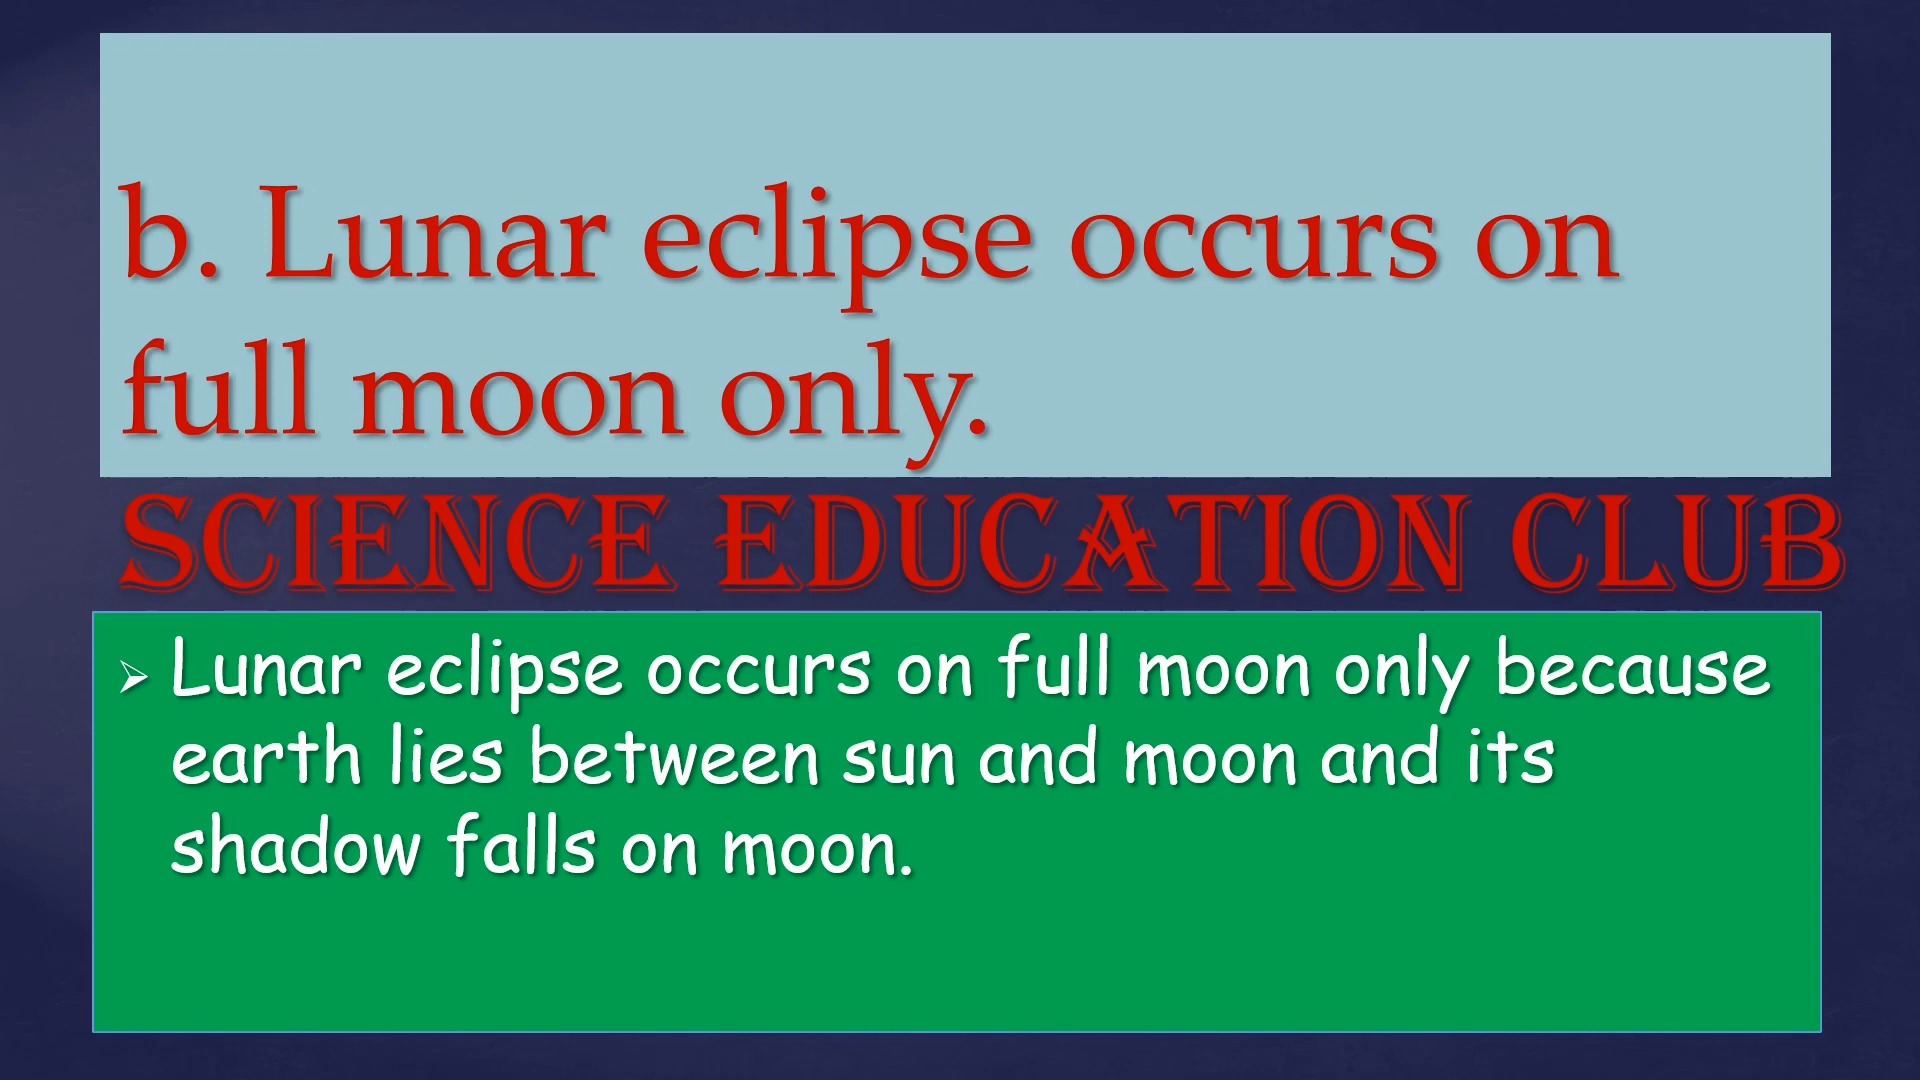 b. Lunar eclipse occurs on
full moon only.
SCIENCE EDUCATION CLUB
➢ Lunar eclipse occurs on full moon only because
earth lies between sun and moon and its
shadow falls on moon.